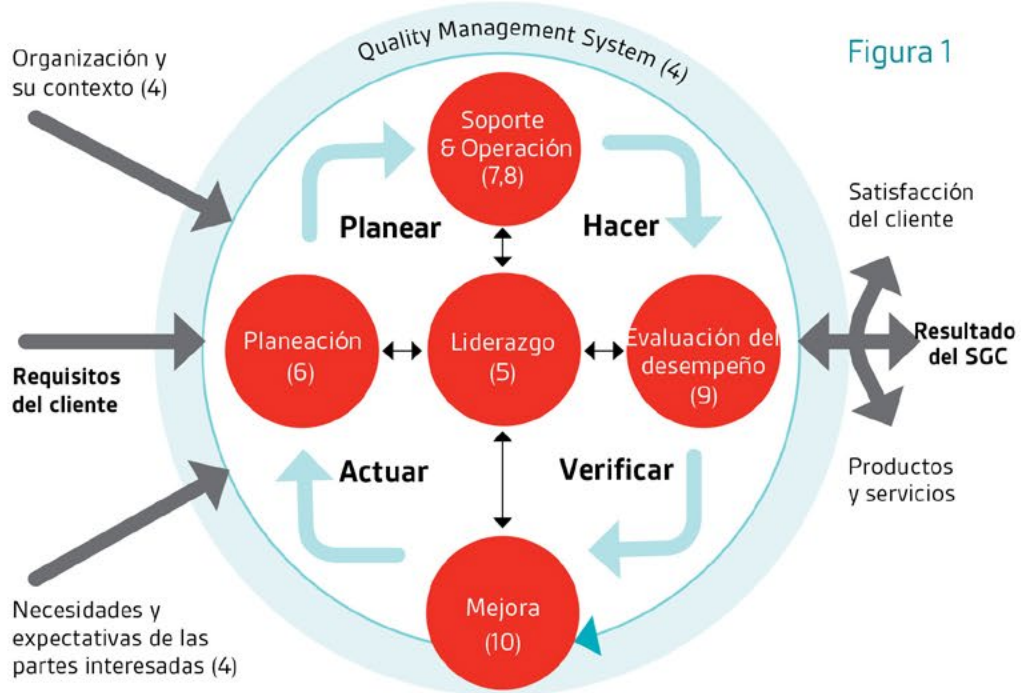 Quality Management System (4)
Figura 1
Organización y
su contexto (4)
Soporte
& Operación
(7,8)
Satisfacción
del cliente
Planear
Hacer
Planeación
(6)
Liderazgo
(5)
Evaluación del
desempeño
(9)
Resultado
del SGC
Requisitos
del cliente
Actuar
Verificar
Productos
y servicios
Necesidades y
expectativas de las
partes interesadas (4)
Mejora
(10)